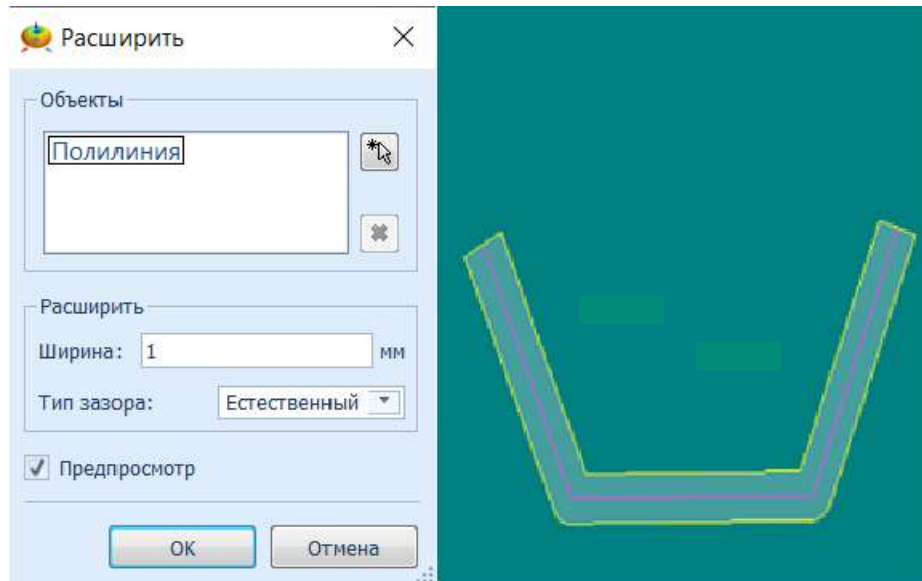 Расширить
Объекты
Полилиния
Расширить
Ширина: 1 мм
Тип зазора: Естественный
Предпросмотр
OK Отмена